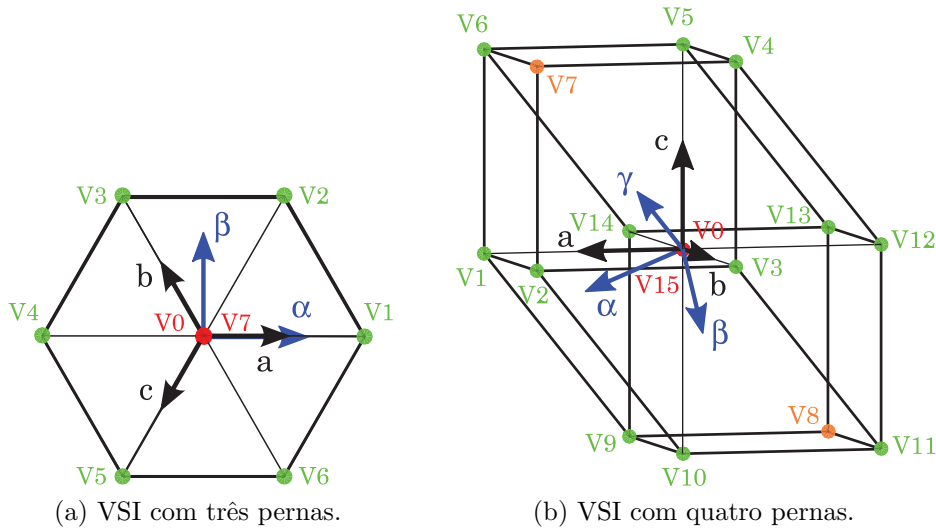 V3
V2
β
b
α
V4
V0
V7
V1
a
c
V5
V6
(a) VSI com três pernas.
V6
V5
V4
V7
c
γ
V14
V0
V13
V12
a
V1
V2
α
V15
b
V3
β
V9
V8
V10
V11
(b) VSI com quatro pernas.